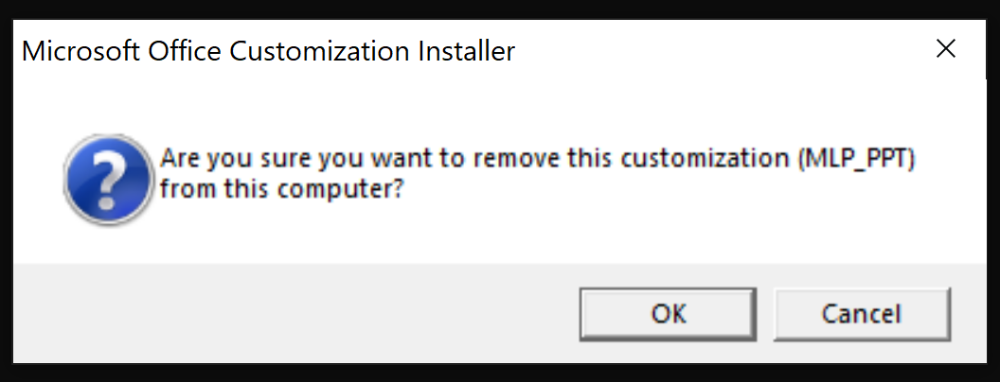 Microsoft Office Customization Installer
Are you sure you want to remove this customization (MLP_PPT)
from this computer?
OK
Cancel